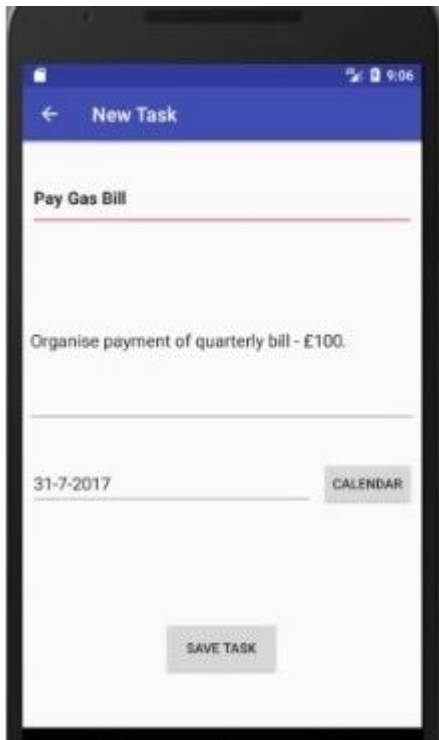 9:06
New Task
Pay Gas Bill
Organise payment of quarterly bill - £100.
31-7-2017 CALENDAR
SAVE TASK